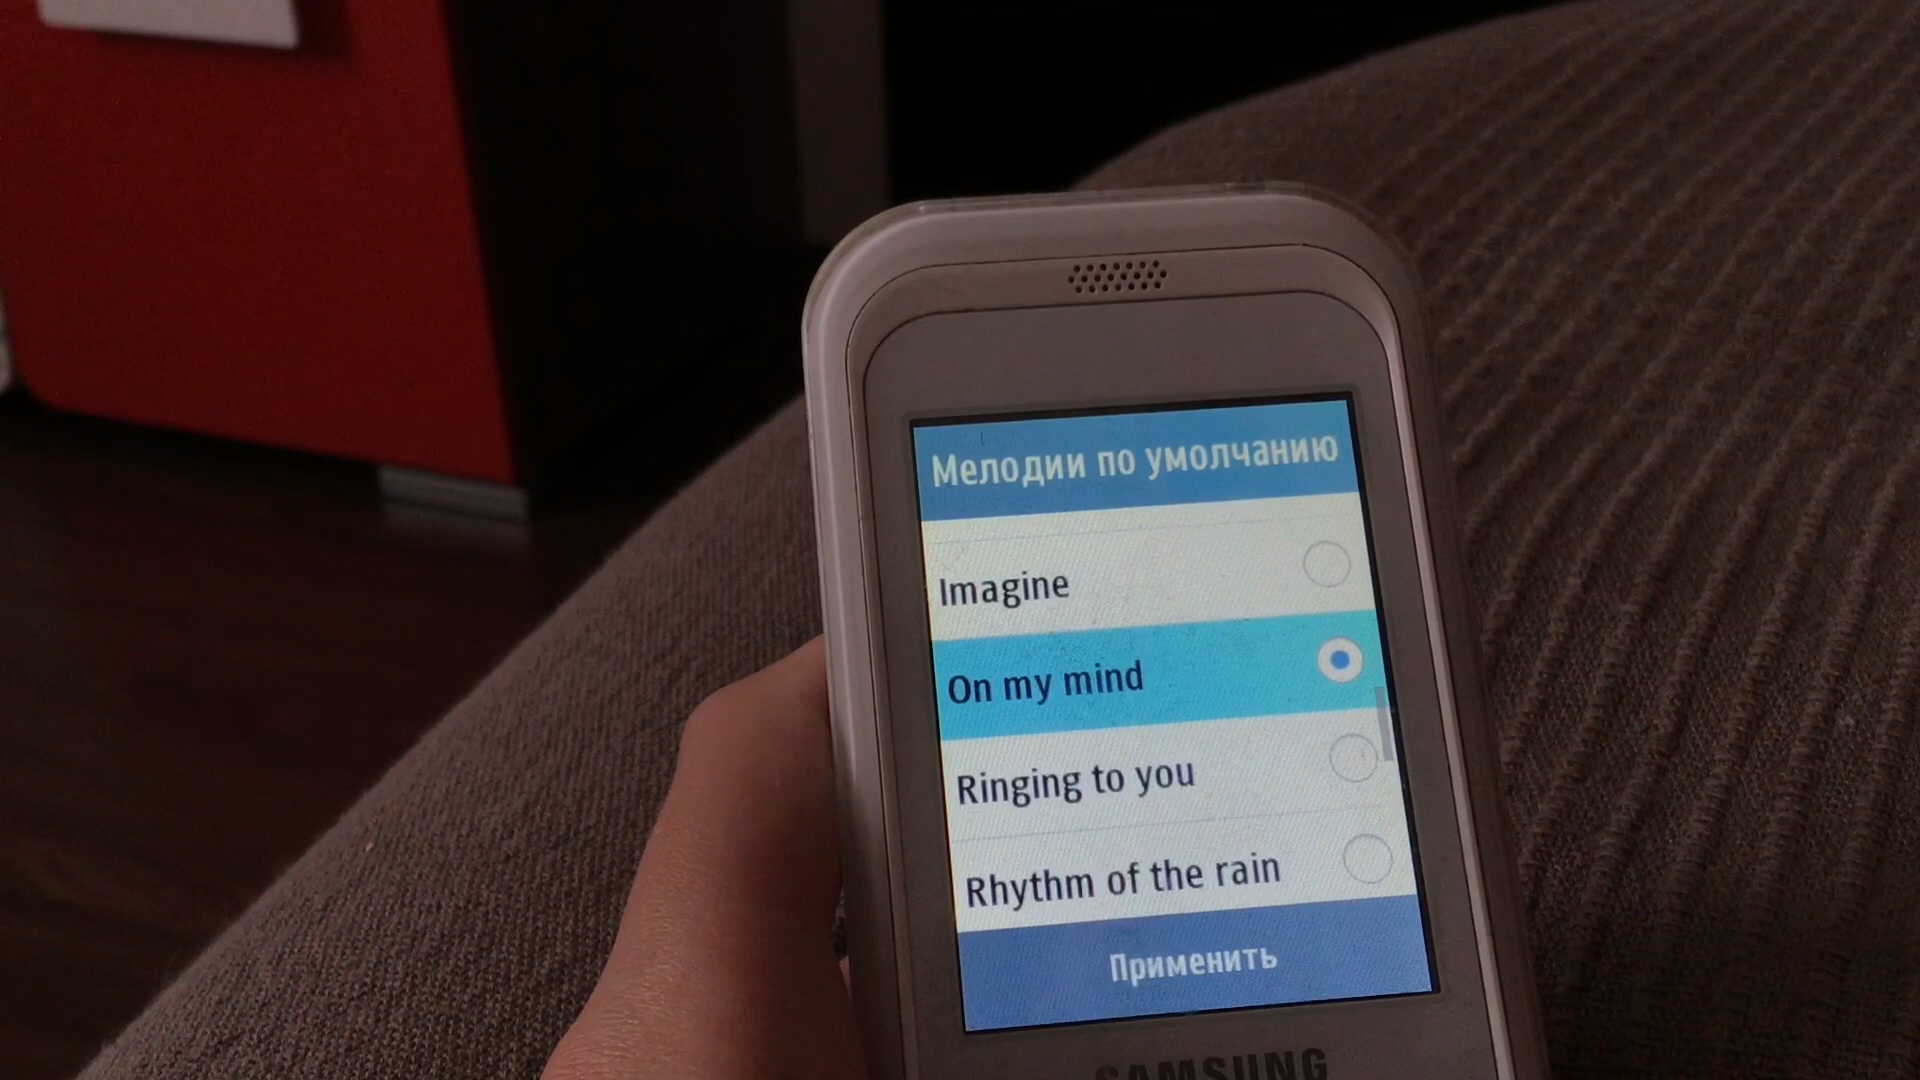 Мелодии по умолчанию
Imagine
On my mind
Ringing to you
Rhythm of the rain
Применить
SAMSUNG